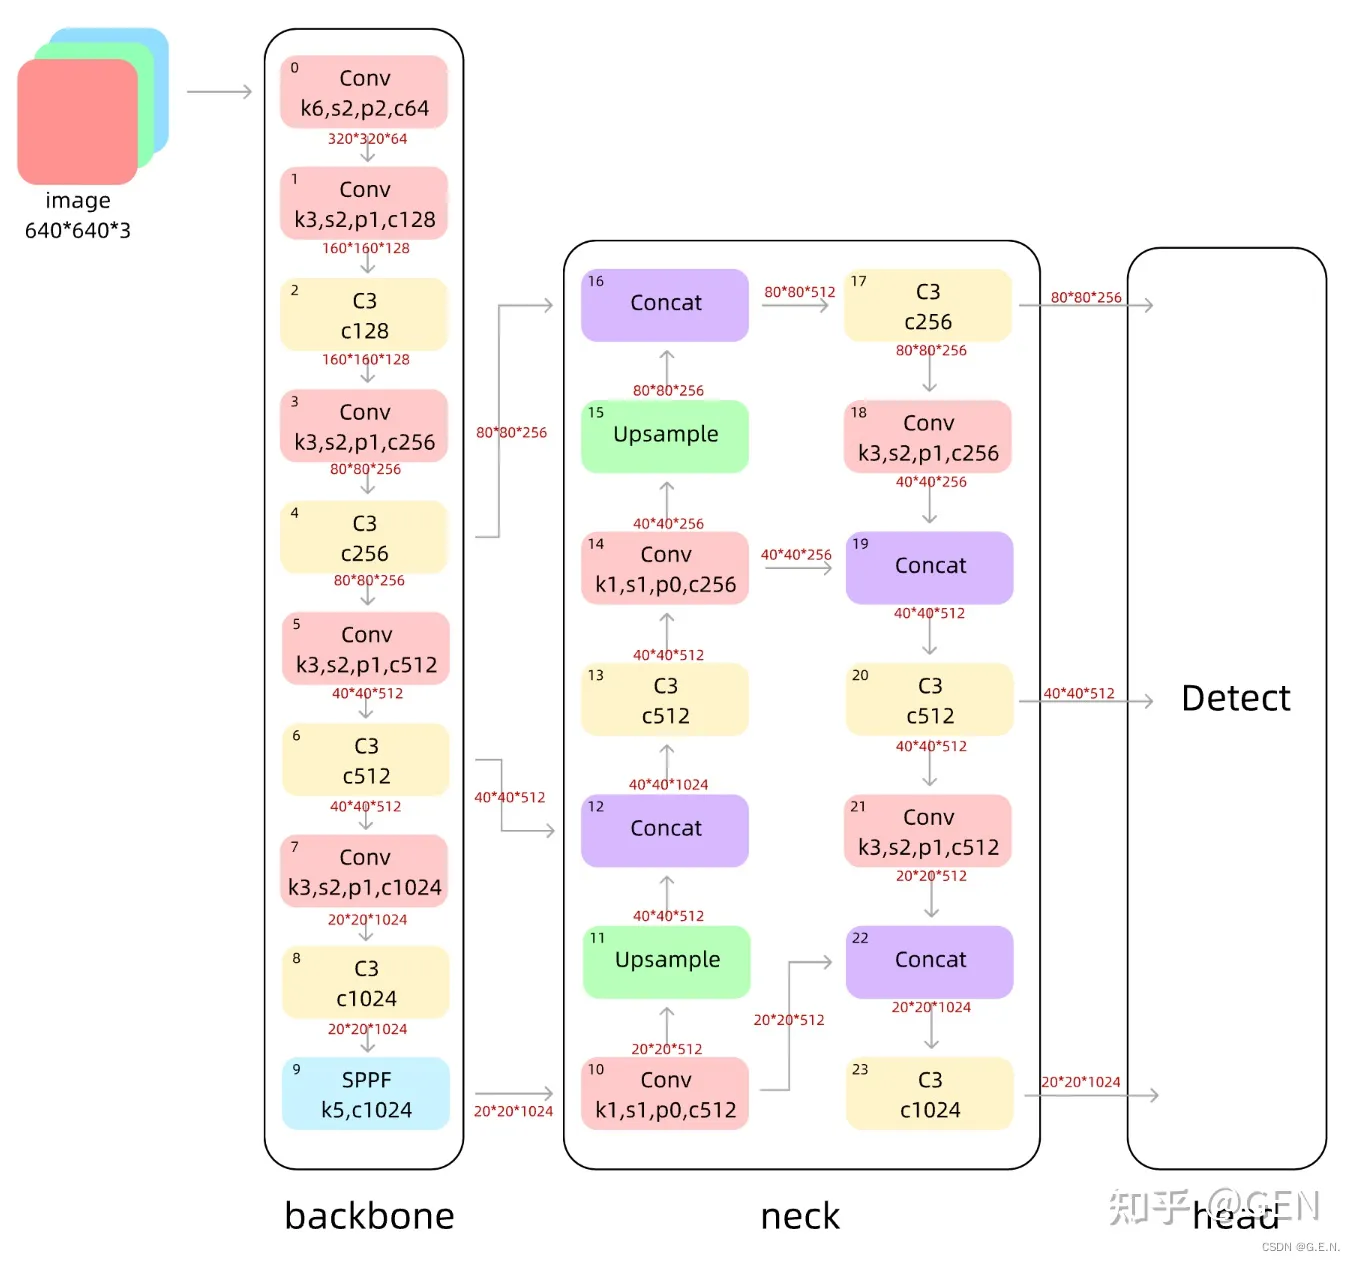 image
640*640*3
0
Conv
k6,s2,p2,c64
320*320*64
1
Conv
k3,s2,p1,c128
160*160*128
2
C3
c128
160*160*128
3
Conv
k3,s2,p1,c256
80*80*256
4
C3
c256
80*80*256
5
Conv
k3,s2,p1,c512
40*40*512
6
C3
c512
40*40*512
7
Conv
k3,s2,p1,c1024
20*20*1024
8
C3
c1024
20*20*1024
9
SPPF
k5,c1024
backbone
80*80*256
40*40*512
20*20*1024
16
Concat
80*80*256
15
Upsample
40*40*256
14
Conv
k1,s1,p0,c256
40*40*512
13
C3
c512
40*40*1024
12
Concat
40*40*512
11
Upsample
20*20*512
10
Conv
k1,s1,p0,c512
80*80*512
40*40*256
20*20*512
17
C3
c256
80*80*256
18
Conv
k3,s2,p1,c256
40*40*256
19
Concat
40*40*512
20
C3
c512
40*40*512
21
Conv
k3,s2,p1,c512
20*20*512
22
Concat
20*20*1024
23
C3
c1024
neck
80*80*256
40*40*512
20*20*1024
Detect
head
知乎 @GEN
CSDN @G.E.N.